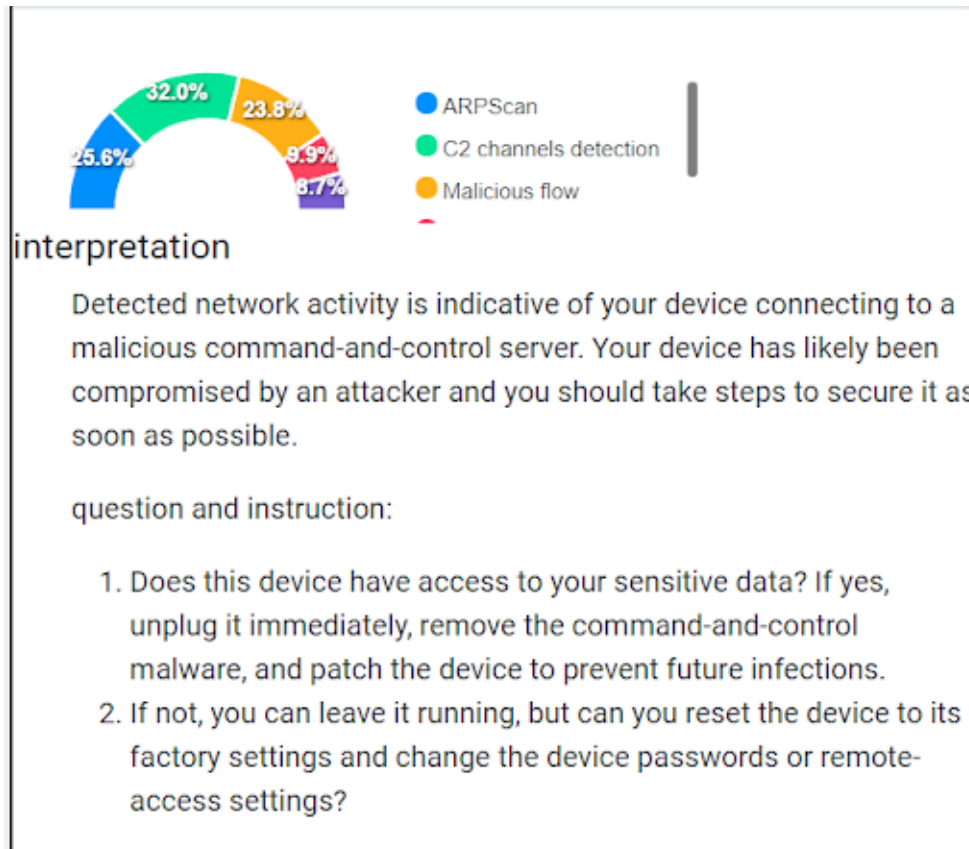 32.0%
23.8%
25.6%
9.9%
8.7%
ARPScan
C2 channels detection
Malicious flow
interpretation
Detected network activity is indicative of your device connecting to a
malicious command-and-control server. Your device has likely been
compromised by an attacker and you should take steps to secure it as
soon as possible.
question and instruction:
1. Does this device have access to your sensitive data? If yes,
unplug it immediately, remove the command-and-control
malware, and patch the device to prevent future infections.
2. If not, you can leave it running, but can you reset the device to its
factory settings and change the device passwords or remote-
access settings?